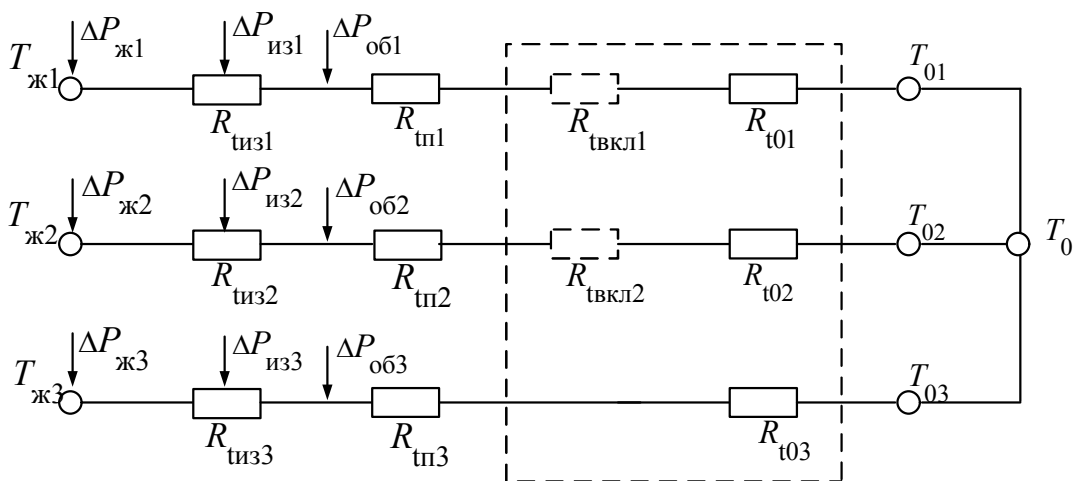 ΔPж1 ΔPиз1 ΔPоб1
Tж1 T01
Rtиз1 Rtп1 Rtвкл1 Rt01
ΔPж2 ΔPиз2 ΔPоб2
Tж2 T02 T0
Rtиз2 Rtп2 Rtвкл2 Rt02
ΔPж3 ΔPиз3 ΔPоб3
Tж3 T03
Rtиз3 Rtп3 Rt03